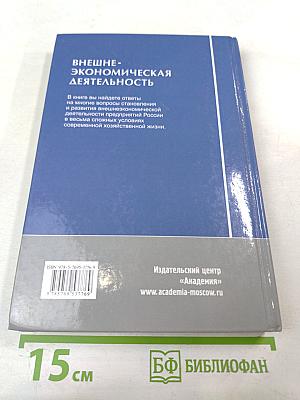 ВНЕШНЕ-
ЭКОНОМИЧЕСКАЯ
ДЕЯТЕЛЬНОСТЬ
В книге вы найдете ответы
на многие вопросы становления
и развития внешнеэкономической
деятельности предприятий России
в весьма сложных условиях
современной хозяйственной жизни.
Издательский центр
«Академия»
www.academia-moscow.ru
15 см
БФ БИБЛИОФАН